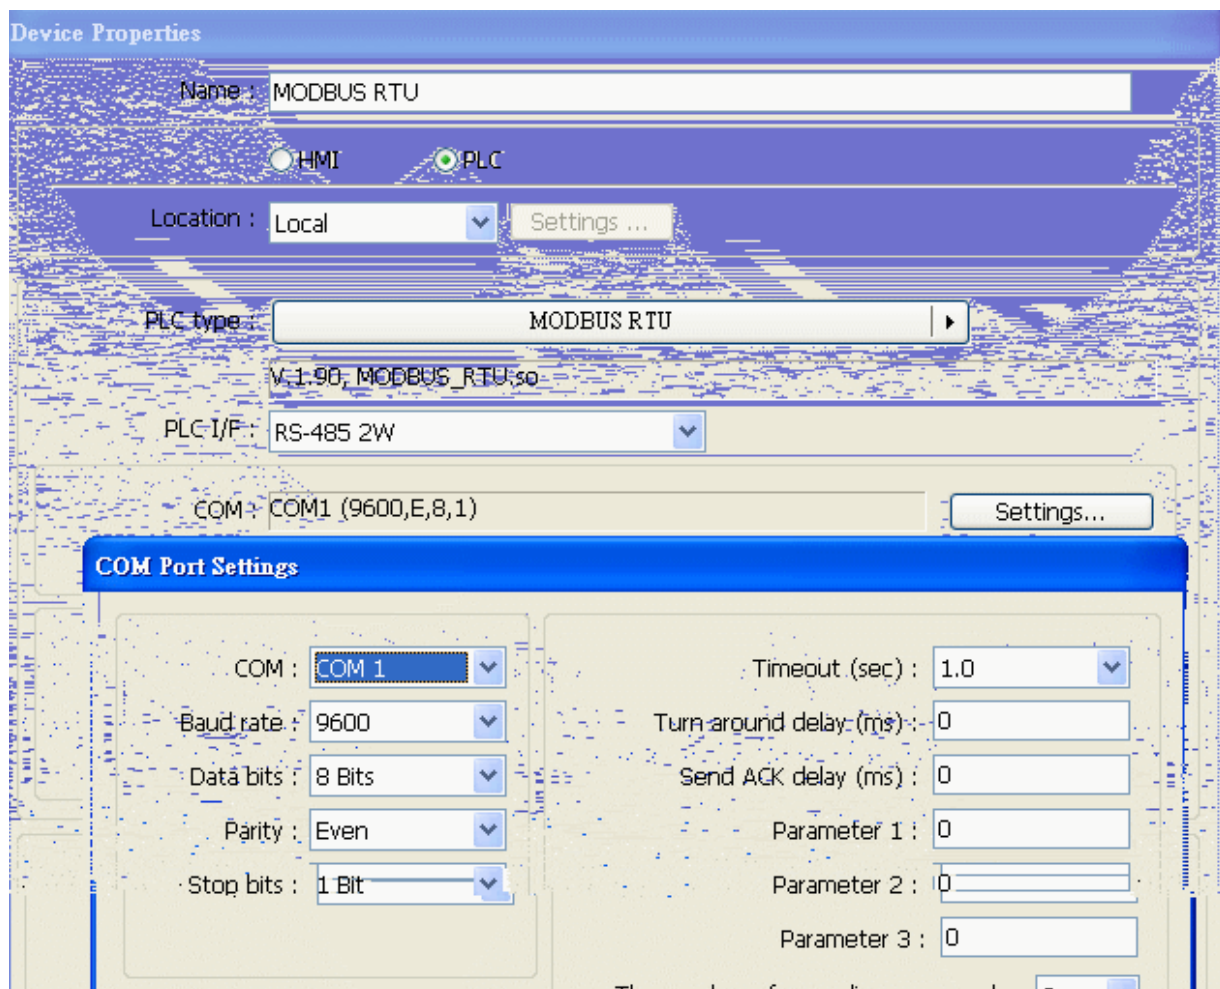 Device Properties
Name : MODBUS RTU
HMI PLC
Location : Local Settings ...
PLC type : MODBUS RTU
V.1.90, MODBUS_RTU.so
PLC I/F : RS-485 2W
COM : COM1 (9600,E,8,1) Settings...
COM Port Settings
COM : COM 1 Timeout (sec) : 1.0
Baud rate : 9600 Turn around delay (ms) : 0
Data bits : 8 Bits Send ACK delay (ms) : 0
Parity : Even Parameter 1 : 0
Stop bits : 1 Bit Parameter 2 : 0
Parameter 3 : 0